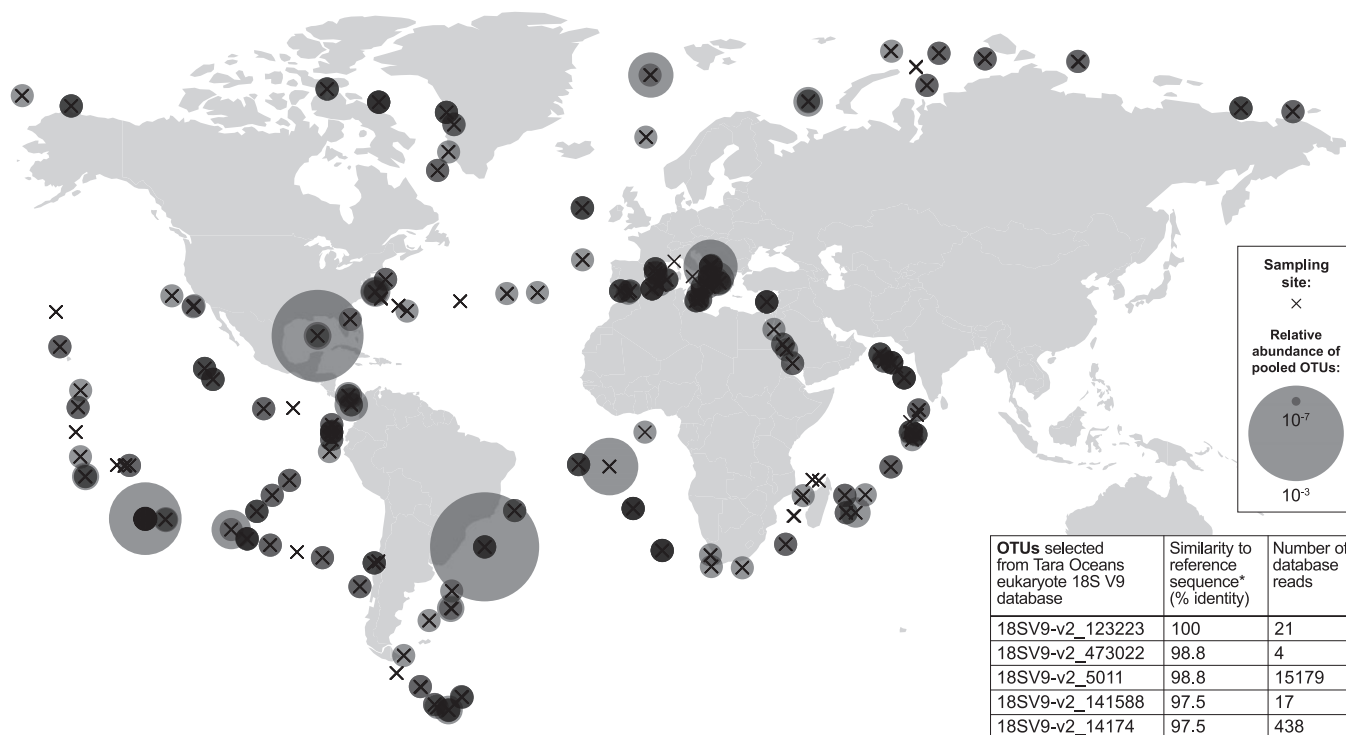 Sampling
site:
Relative
abundance of
pooled OTUs:
10-7
10-3
OTUs selected
from Tara Oceans
eukaryote 18S V9
database
Similarity to
reference
sequence*
(% identity)
Number of
database
reads
18SV9-v2_123223 100 21
18SV9-v2_473022 98.8 4
18SV9-v2_5011 98.8 15179
18SV9-v2_141588 97.5 17
18SV9-v2_14174 97.5 438